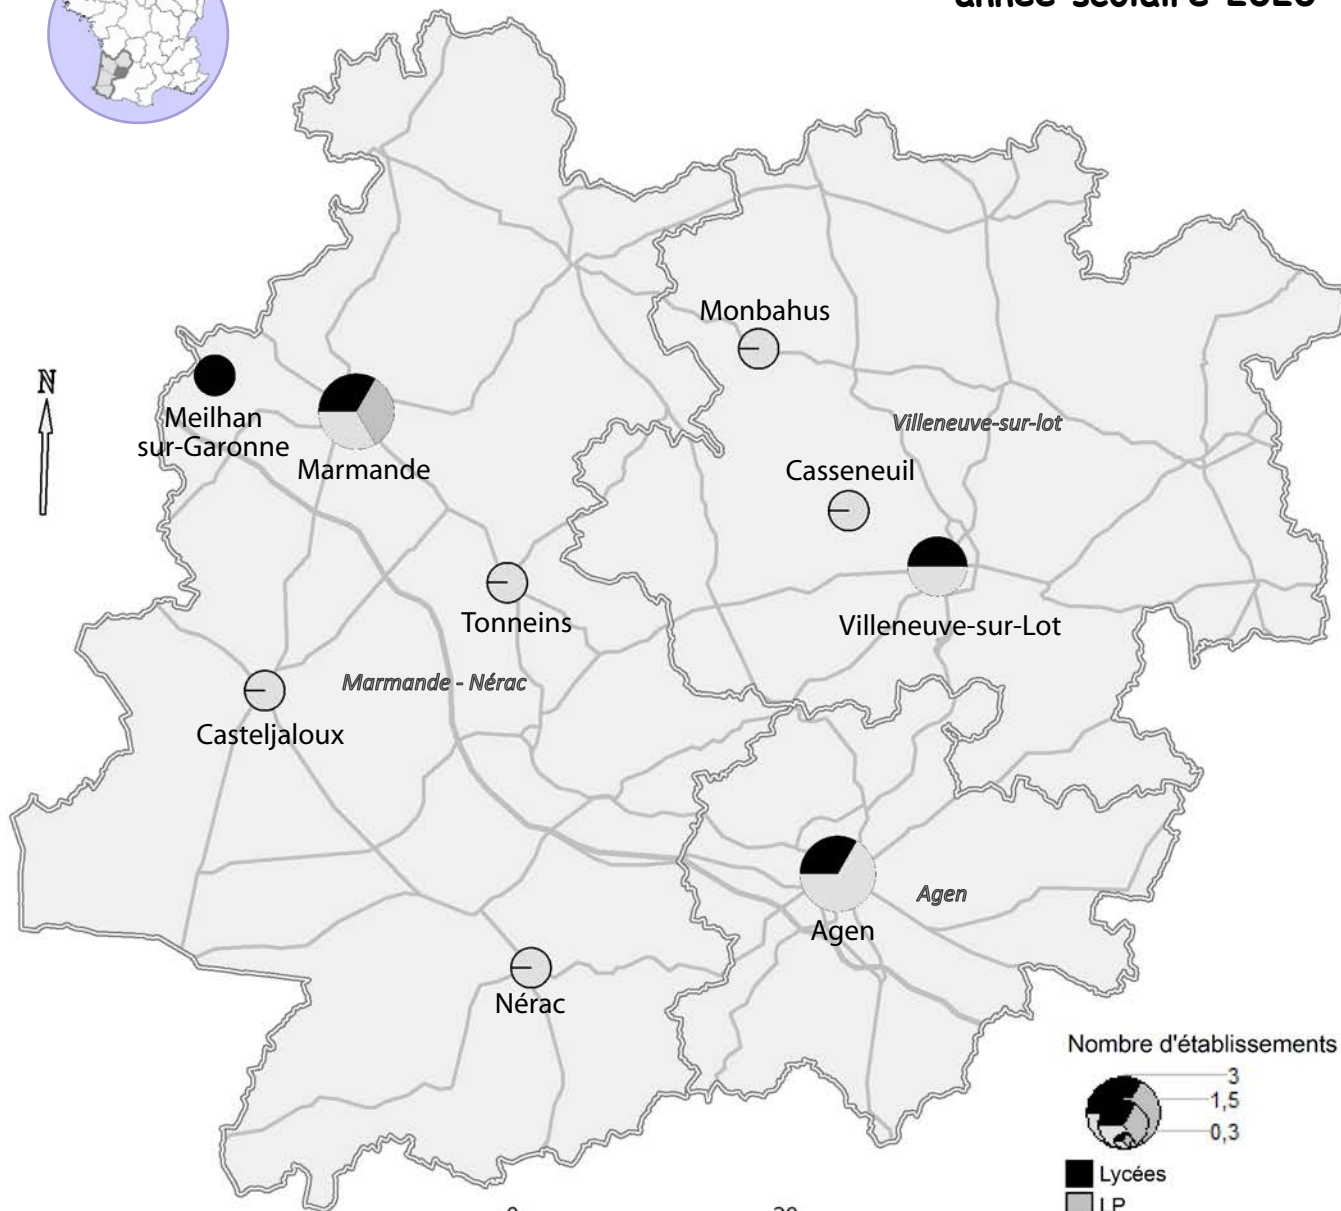 année scolaire 2020
N
Monbahus
Meilhan
sur-Garonne
Marmande
Villeneuve-sur-lot
Casseneuil
Tonneins
Villeneuve-sur-Lot
Marmande - Nérac
Casteljaloux
Agen
Agen
Nérac
Nombre d'établissements
3
1,5
0,3
Lycées
LP
0
20